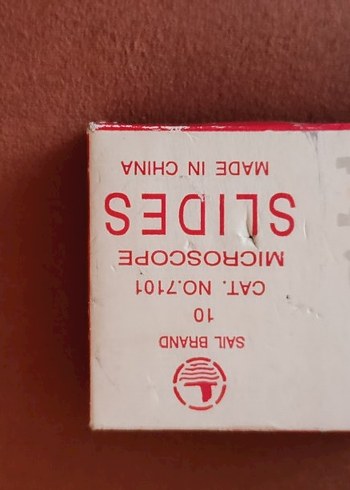 SAIL BRAND
10
CAT. NO.7101
MICROSCOPE
SLIDES
MADE IN CHINA